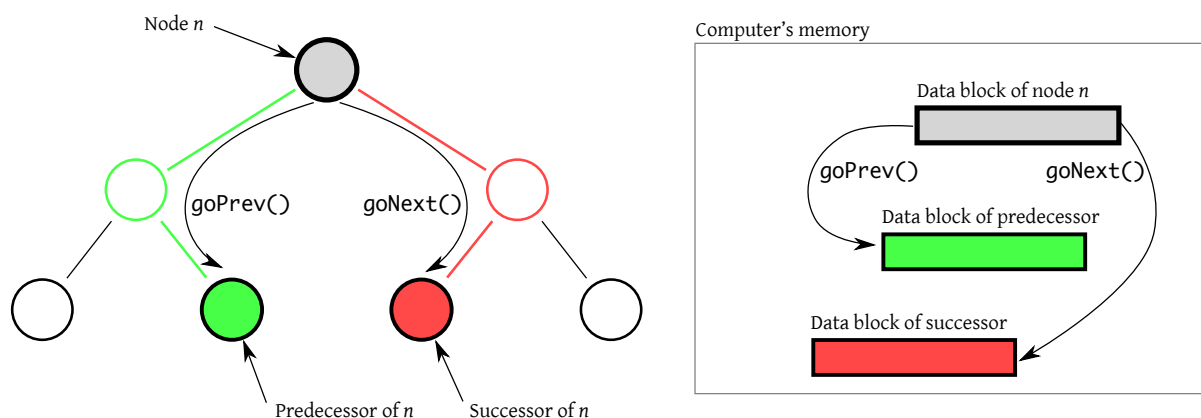 Node n
goPrev()
goNext()
Predecessor of n
Successor of n
Computer’s memory
Data block of node n
goPrev()
goNext()
Data block of predecessor
Data block of successor